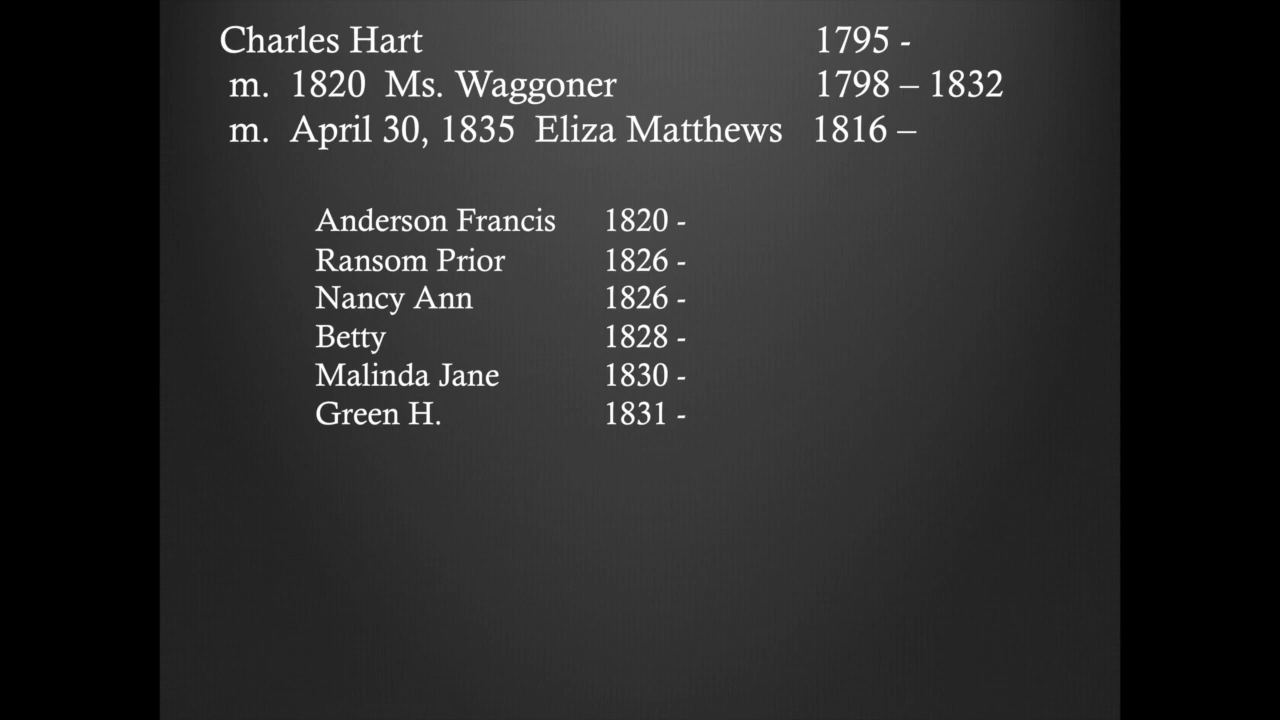 Charles Hart 1795 -
m. 1820 Ms. Waggoner 1798 – 1832
m. April 30, 1835 Eliza Matthews 1816 –
Anderson Francis 1820 -
Ransom Prior 1826 -
Nancy Ann 1826 -
Betty 1828 -
Malinda Jane 1830 -
Green H. 1831 -